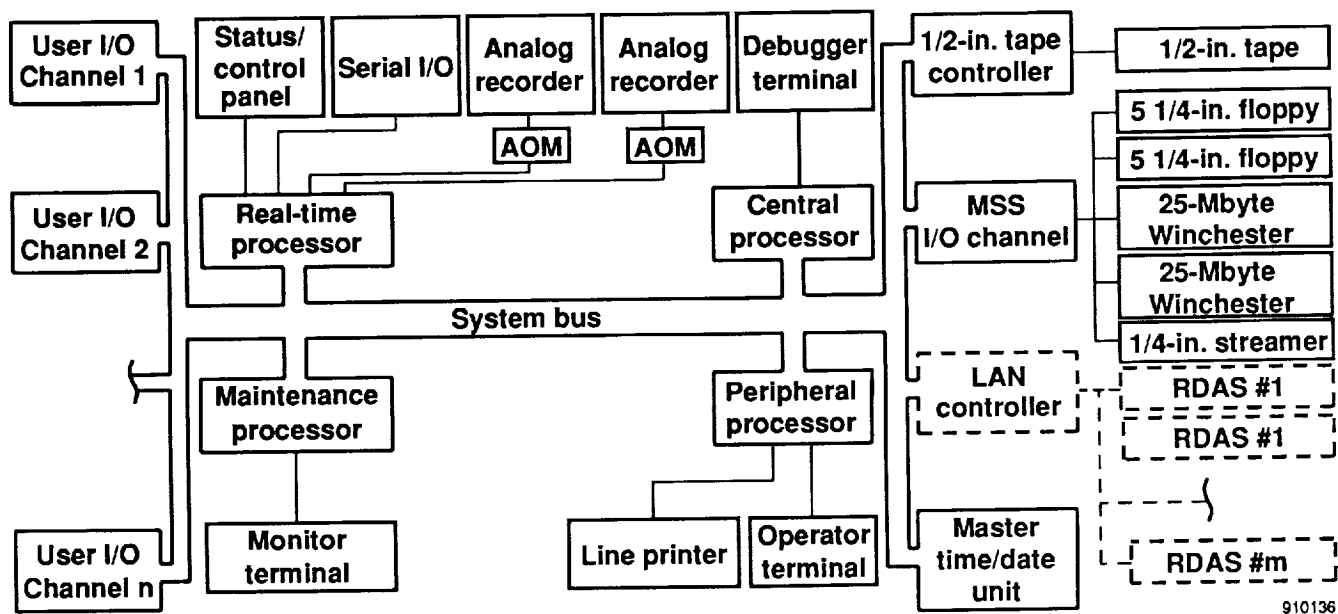 User I/O
Channel 1
Status/
control
panel
Serial I/O
Analog
recorder
Analog
recorder
Debugger
terminal
1/2-in. tape
controller
1/2-in. tape
AOM
AOM
5 1/4-in. floppy
5 1/4-in. floppy
User I/O
Channel 2
Real-time
processor
Central
processor
MSS
I/O channel
25-Mbyte
Winchester
25-Mbyte
Winchester
1/4-in. streamer
System bus
Maintenance
processor
Peripheral
processor
LAN
controller
RDAS #1
RDAS #1
User I/O
Channel n
Monitor
terminal
Line printer
Operator
terminal
Master
time/date
unit
RDAS #m
910136